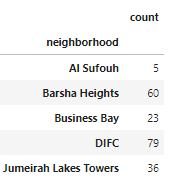 count
neighborhood
Al Sufouh 5
Barsha Heights 60
Business Bay 23
DIFC 79
Jumeirah Lakes Towers 36